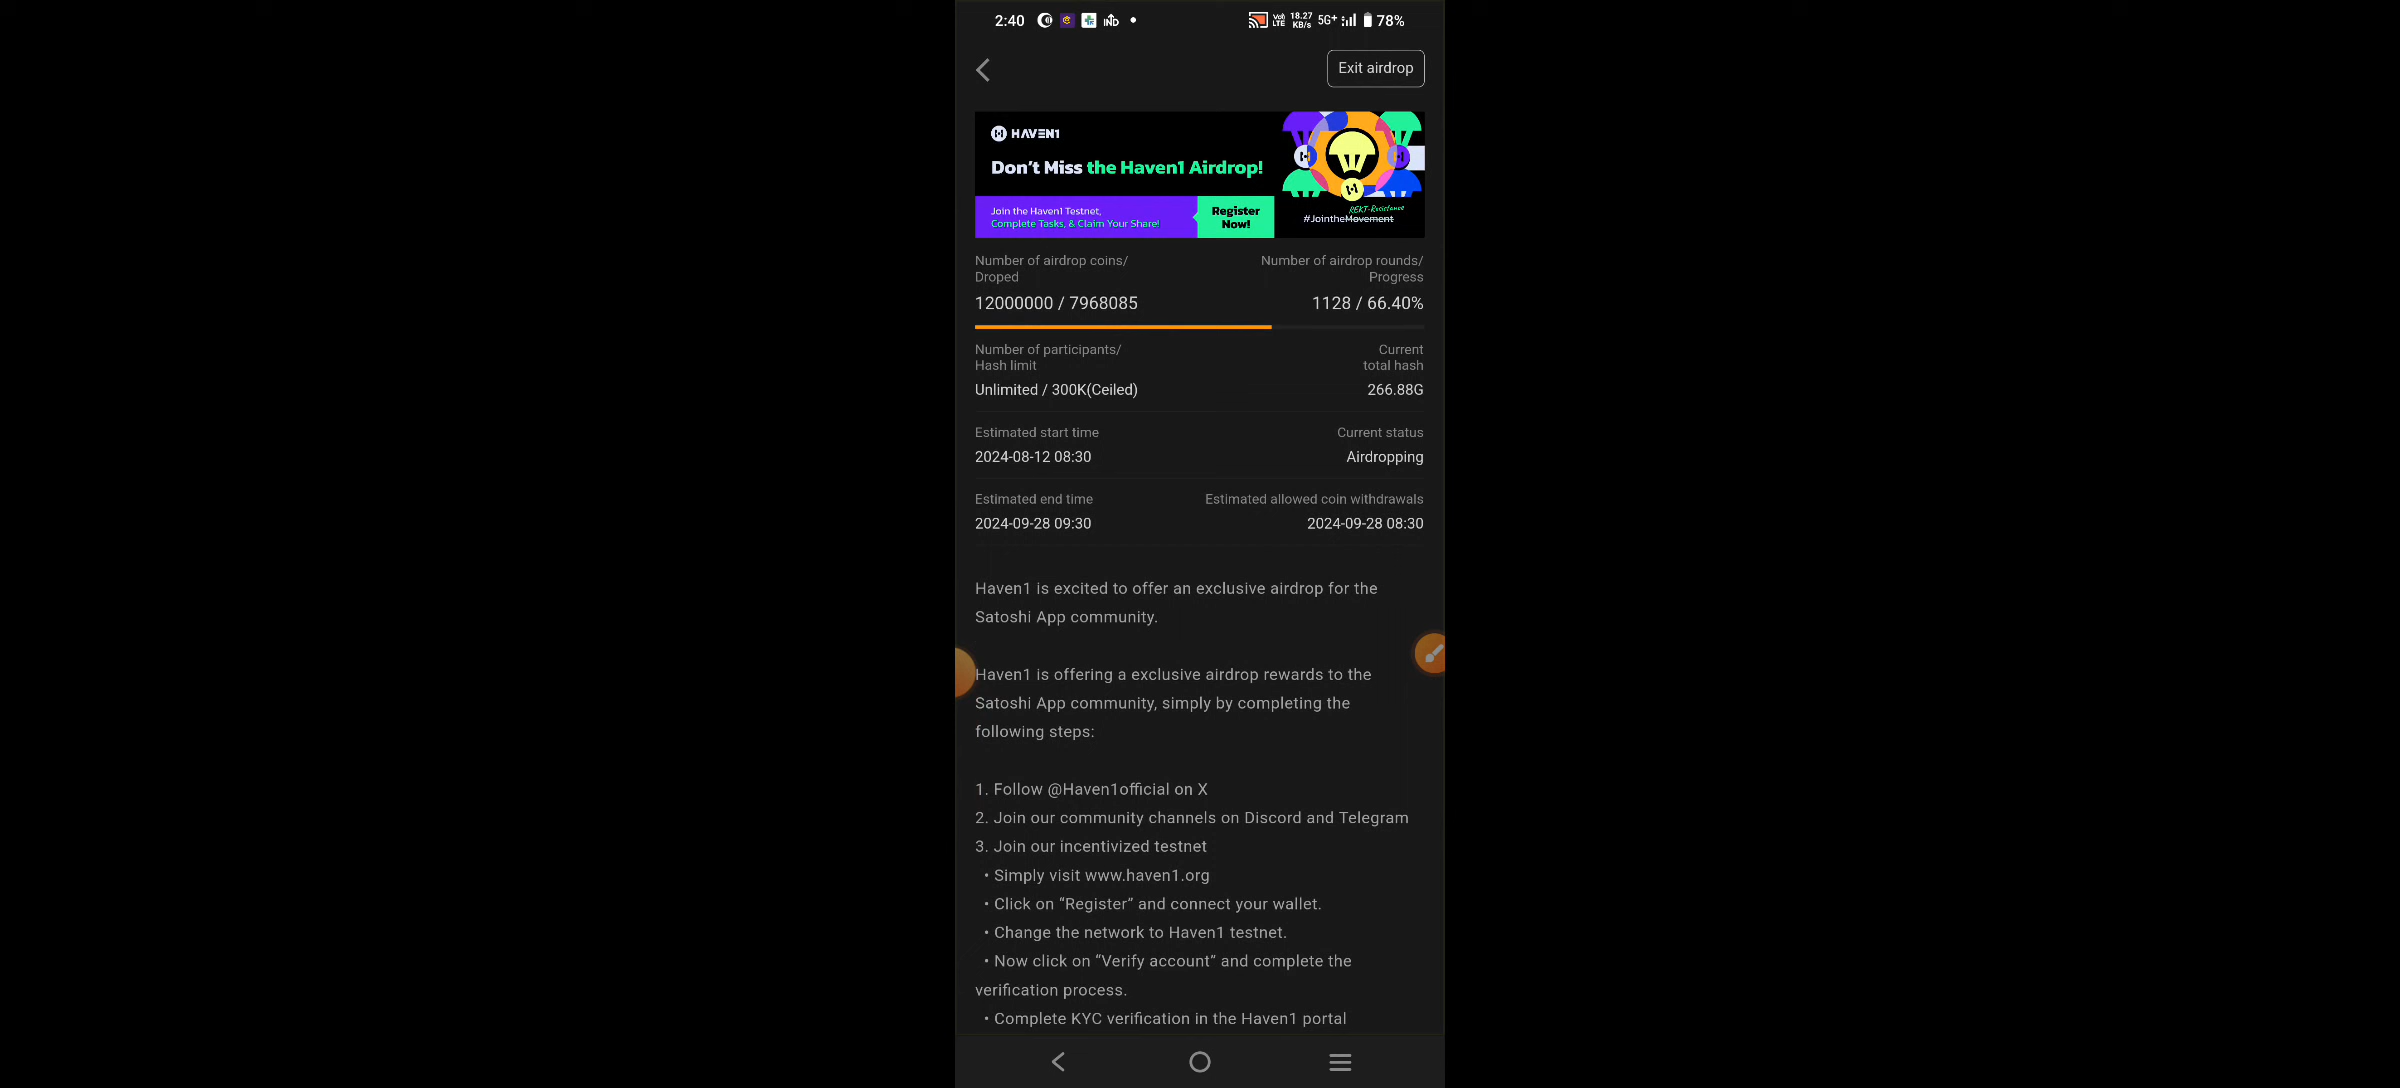 2:40
VoI LTE 18.27 KB/s 5G+ 78%
Exit airdrop
HAVEN1
Don't Miss the Haven1 Airdrop!
Join the Haven1 Testnet,
Complete Tasks, & Claim Your Share!
Register
Now!
REKT-Resistance
#JointheMovement
Number of airdrop coins/
Droped
Number of airdrop rounds/
Progress
12000000 / 7968085
1128 / 66.40%
Number of participants/
Hash limit
Current
total hash
Unlimited / 300K(Ceiled)
266.88G
Estimated start time
Current status
2024-08-12 08:30
Airdropping
Estimated end time
Estimated allowed coin withdrawals
2024-09-28 09:30
2024-09-28 08:30
Haven1 is excited to offer an exclusive airdrop for the
Satoshi App community.
Haven1 is offering a exclusive airdrop rewards to the
Satoshi App community, simply by completing the
following steps:
1. Follow @Haven1official on X
2. Join our community channels on Discord and Telegram
3. Join our incentivized testnet
• Simply visit www.haven1.org
• Click on “Register” and connect your wallet.
• Change the network to Haven1 testnet.
• Now click on “Verify account” and complete the
verification process.
• Complete KYC verification in the Haven1 portal